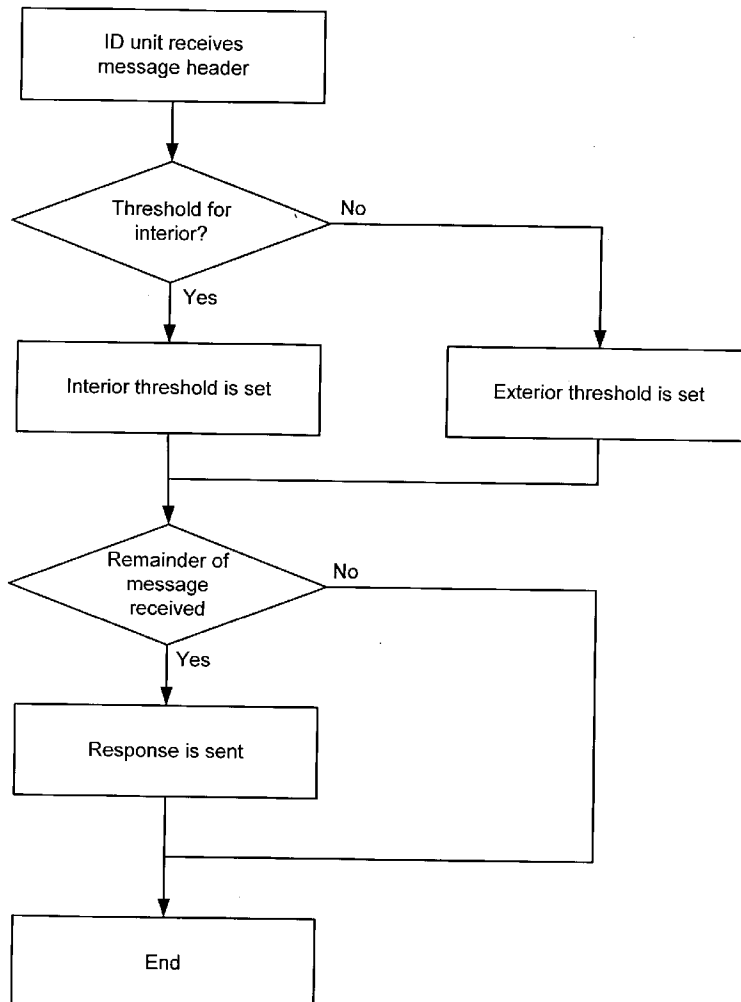 ID unit receives
message header
Threshold for
interior?
No
Yes
Interior threshold is set
Exterior threshold is set
Remainder of
message
received
No
Yes
Response is sent
End